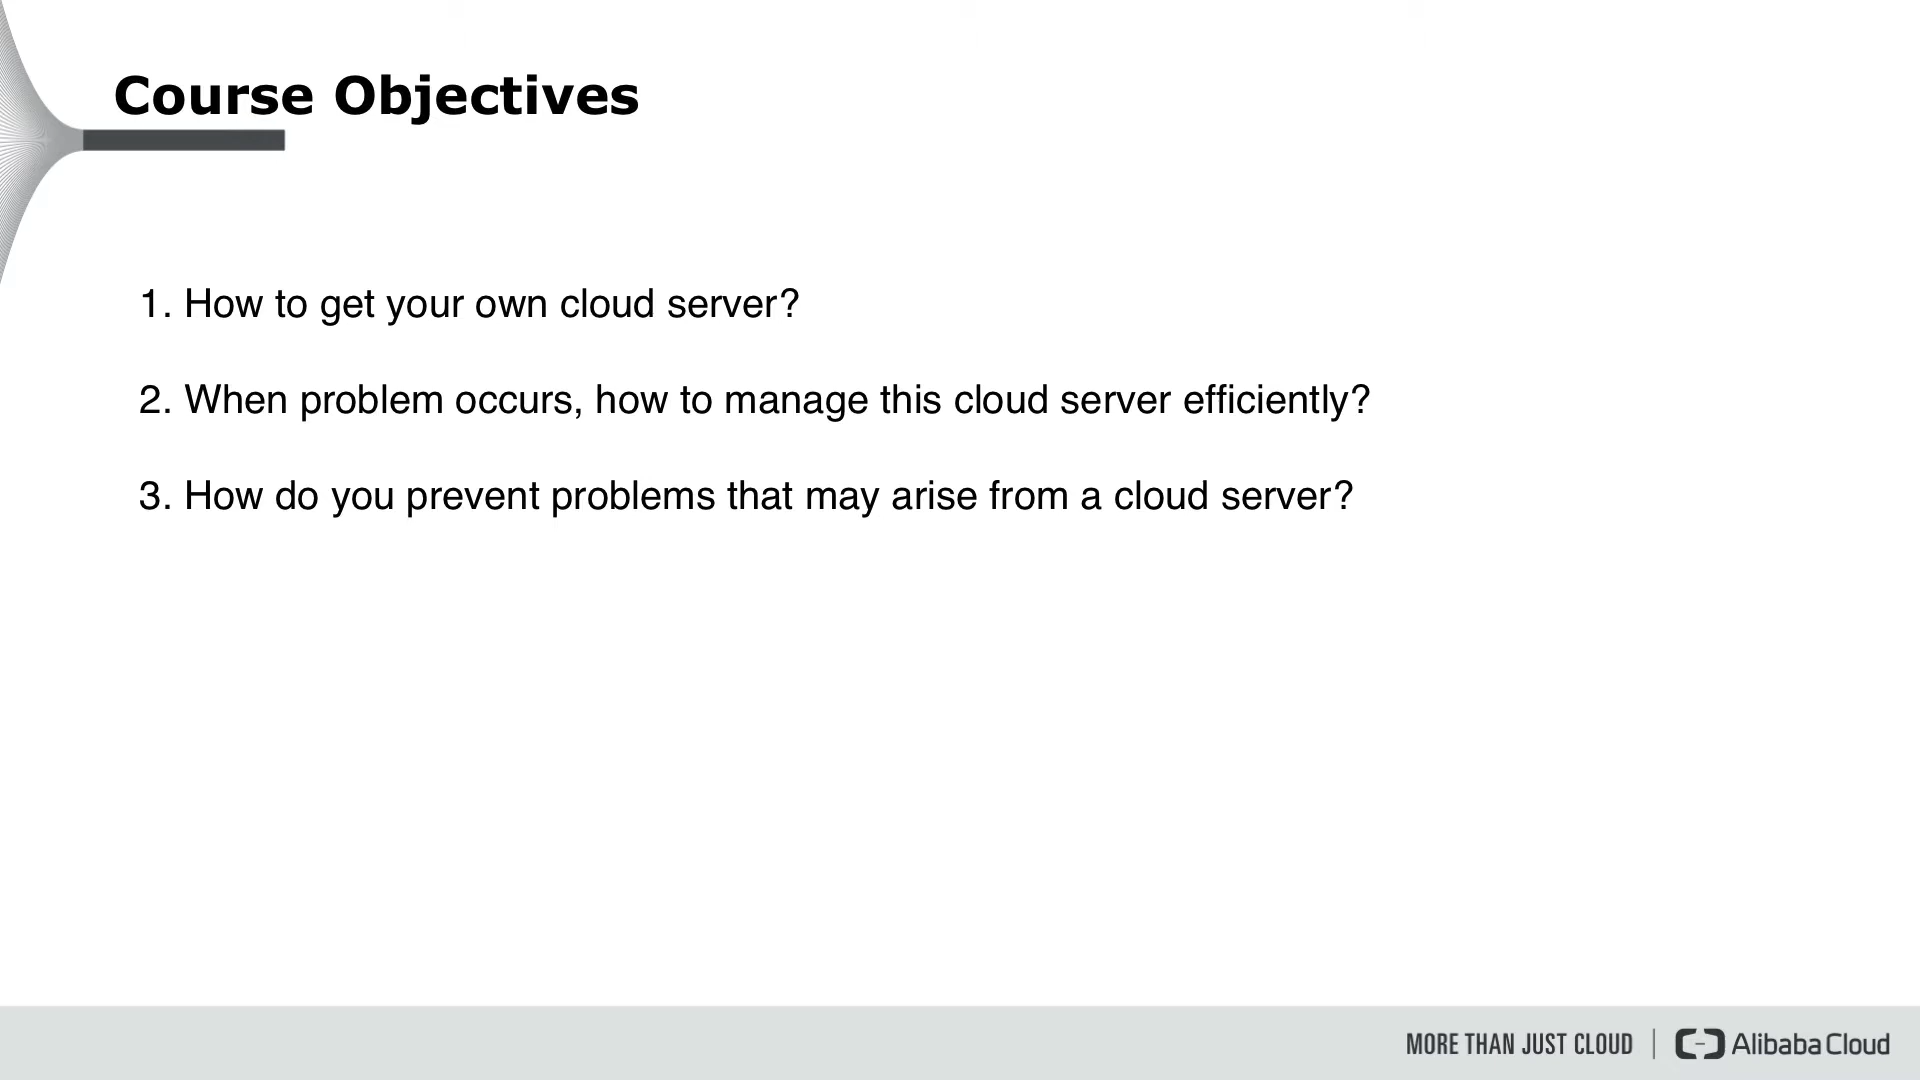 Course Objectives
1. How to get your own cloud server?
2. When problem occurs, how to manage this cloud server efficiently?
3. How do you prevent problems that may arise from a cloud server?
MORE THAN JUST CLOUD | Alibaba Cloud